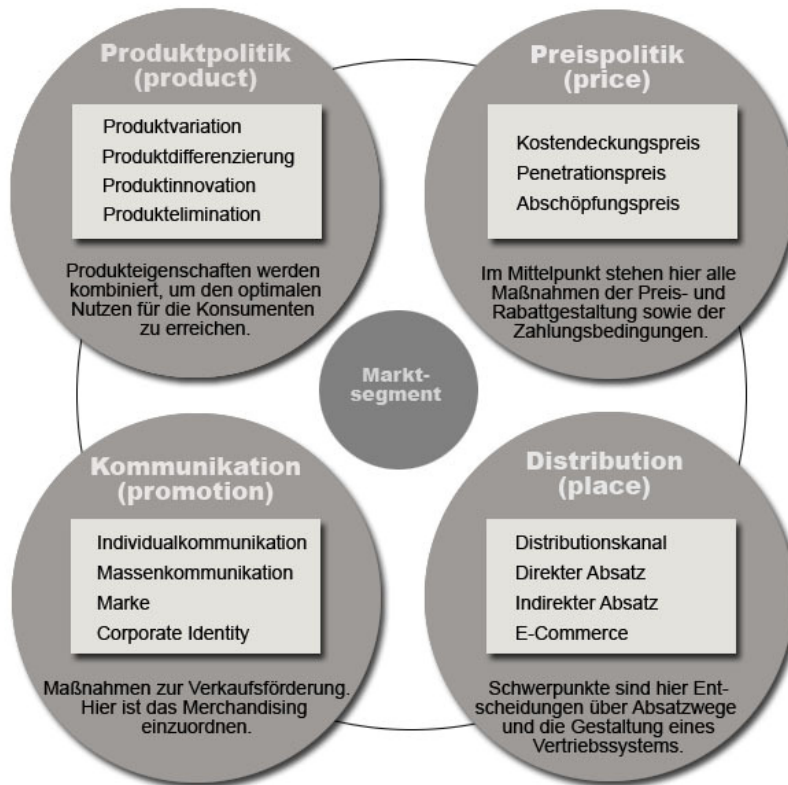 Produktpolitik
(product)
Produktvariation
Produktdifferenzierung
Produktinnovation
Produktelimination
Produkteigenschaften werden
kombiniert, um den optimalen
Nutzen für die Konsumenten
zu erreichen.
Preispolitik
(price)
Kostendeckungspreis
Penetrationspreis
Abschöpfungspreis
Im Mittelpunkt stehen hier alle
Maßnahmen der Preis- und
Rabattgestaltung sowie der
Zahlungsbedingungen.
Markt-
segment
Kommunikation
(promotion)
Individualkommunikation
Massenkommunikation
Marke
Corporate Identity
Maßnahmen zur Verkaufsförderung.
Hier ist das Merchandising
einzuordnen.
Distribution
(place)
Distributionskanal
Direkter Absatz
Indirekter Absatz
E-Commerce
Schwerpunkte sind hier Ent-
scheidungen über Absatzwege
und die Gestaltung eines
Vertriebssystems.